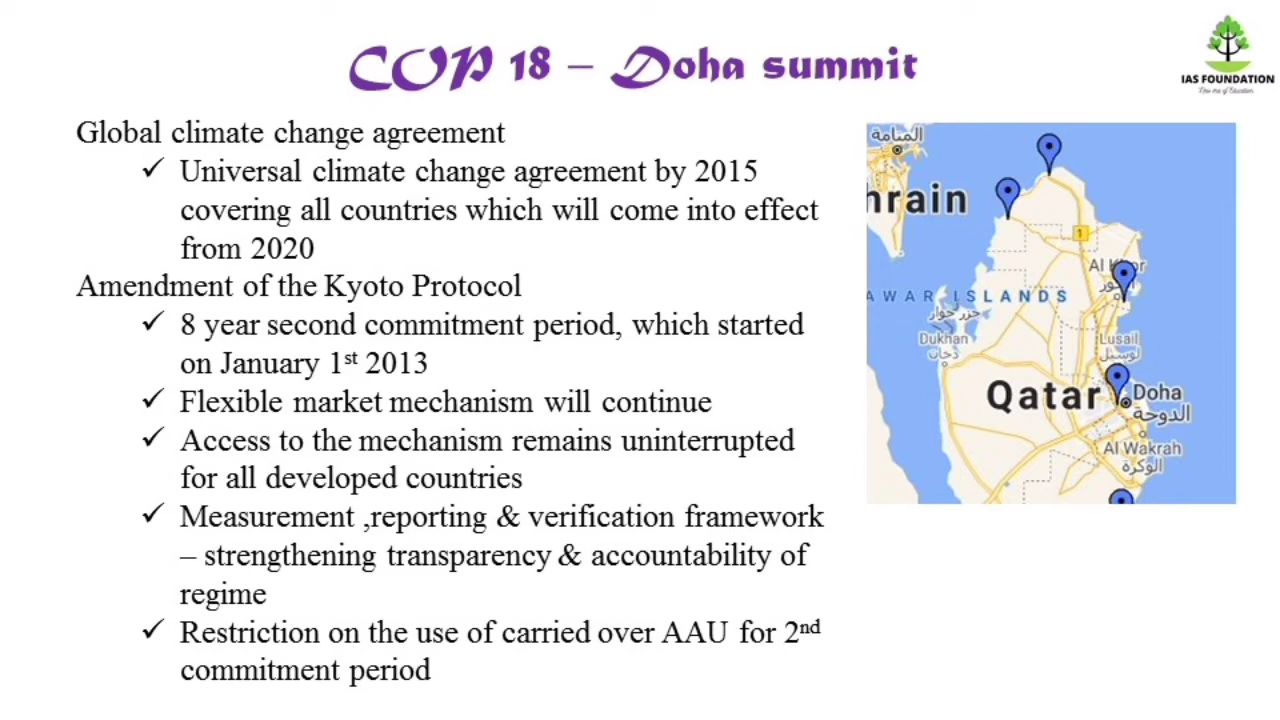 COP 18 – Doha summit
IAS FOUNDATION
Global climate change agreement
✓ Universal climate change agreement by 2015
covering all countries which will come into effect
from 2020
Amendment of the Kyoto Protocol
✓ 8 year second commitment period, which started
on January 1st 2013
✓ Flexible market mechanism will continue
✓ Access to the mechanism remains uninterrupted
for all developed countries
✓ Measurement ,reporting & verification framework
– strengthening transparency & accountability of
regime
✓ Restriction on the use of carried over AAU for 2nd
commitment period
المنامة
hrain
1
Al Khor
AWAR ISLANDS
جزر حوار
Dukhan
دخان
Lusail
لوسيل
Qatar
Doha
الدوحة
Al Wakrah
الوكرة